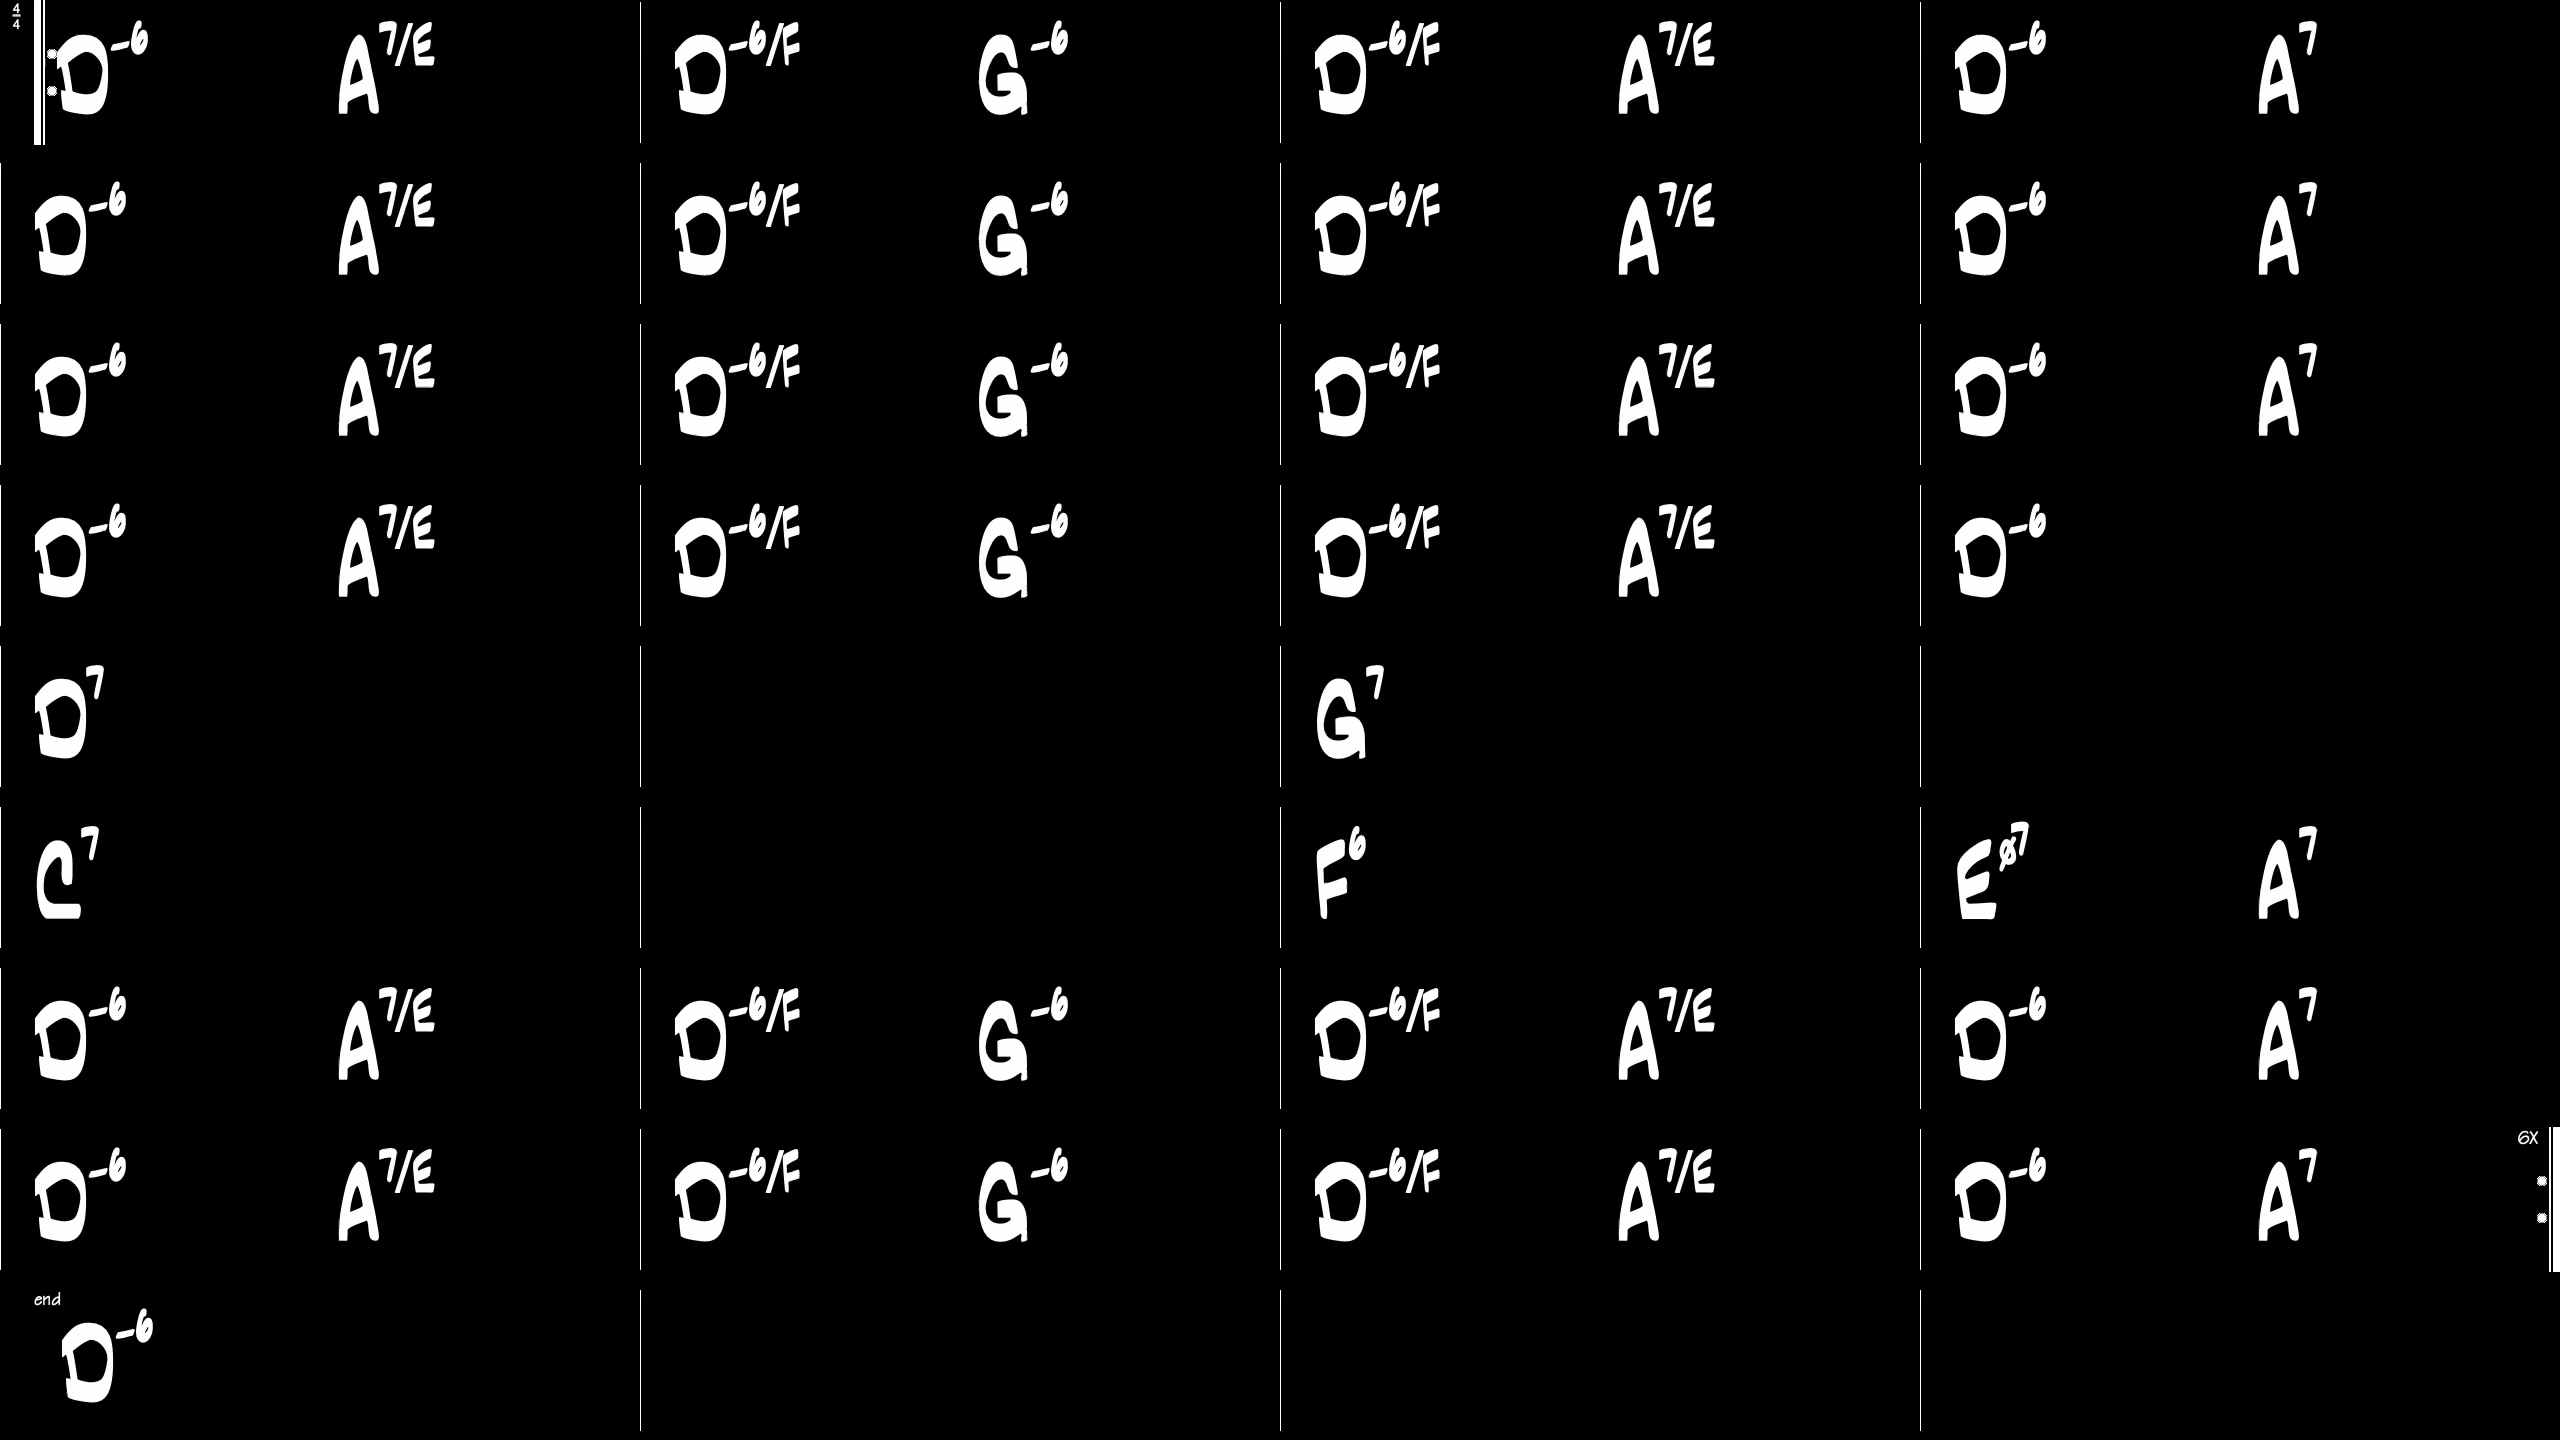 4/4 D-6 A7/E D-6/F G-6 D-6/F A7/E D-6 A7
D-6 A7/E D-6/F G-6 D-6/F A7/E D-6 A7
D-6 A7/E D-6/F G-6 D-6/F A7/E D-6 A7
D-6 A7/E D-6/F G-6 D-6/F A7/E D-6
D7 G7
C7 F6 Eø7 A7
D-6 A7/E D-6/F G-6 D-6/F A7/E D-6 A7
D-6 A7/E D-6/F G-6 D-6/F A7/E D-6 A7 6x
end
D-6